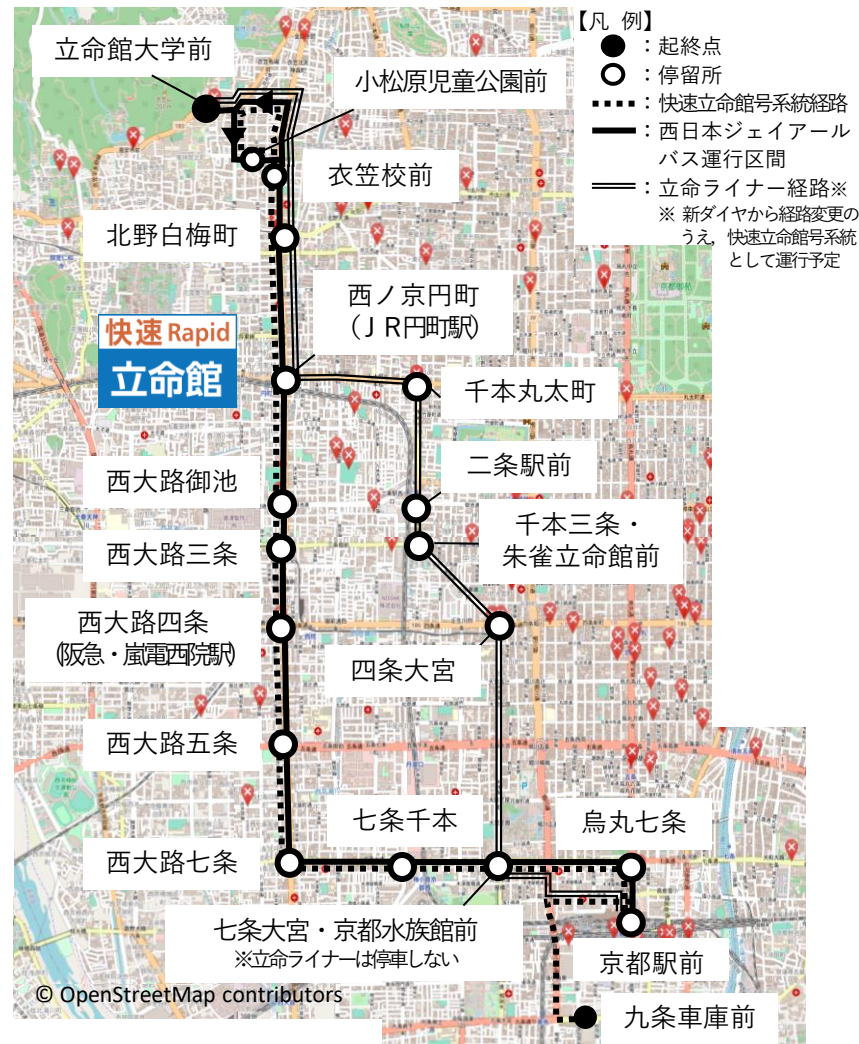 【凡 例】
：起終点
：停留所
：快速立命館号系統経路
：西日本ジェイアール
バス運行区間
：立命ライナー経路※
※ 新ダイヤから経路変更の
うえ，快速立命館号系統
として運行予定
立命館大学前
小松原児童公園前
衣笠校前
北野白梅町
西ノ京円町
（ＪＲ円町駅）
快速 Rapid
立命館
千本丸太町
二条駅前
西大路御池
千本三条・
朱雀立命館前
西大路三条
西大路四条
(阪急・嵐電西院駅)
四条大宮
西大路五条
七条千本
烏丸七条
西大路七条
七条大宮・京都水族館前
※立命ライナーは停車しない
京都駅前
© OpenStreetMap contributors
九条車庫前